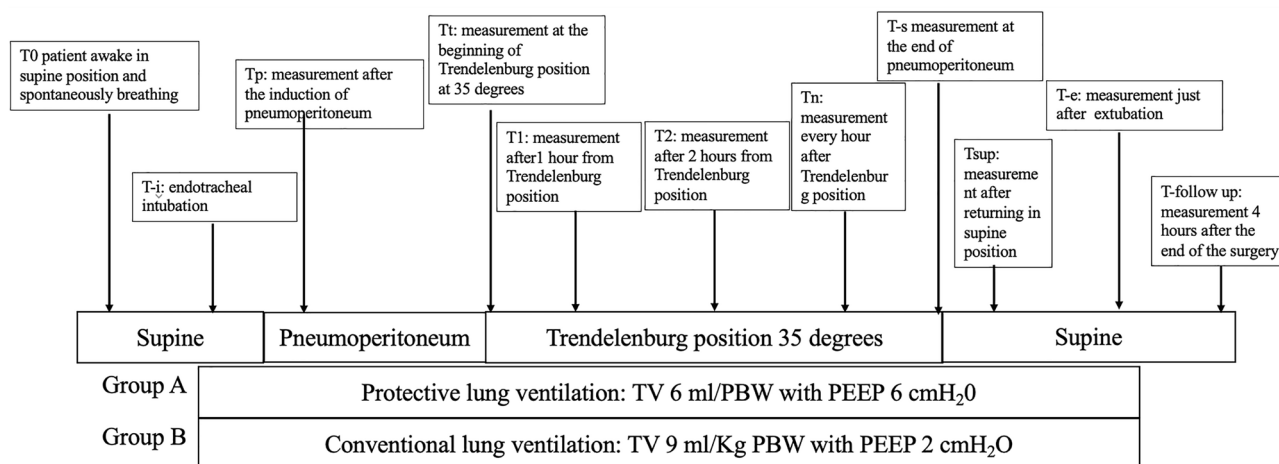 T0 patient awake in
supine position and
spontaneously breathing
T-i: endotracheal
intubation
Tp: measurement after
the induction of
pneumoperitoneum
Tt: measurement at the
beginning of
Trendelenburg position
at 35 degrees
T1: measurement
after1 hour from
Trendelenburg
position
T2: measurement
after 2 hours from
Trendelenburg
position
Tn:
measurement
every hour
after
Trendelenbur
g position
T-s measurement at
the end of
pneumoperitoneum
Tsup:
measureme
nt after
returning in
supine
position
T-e: measurement just
after extubation
T-follow up:
measurement 4
hours after the
end of the surgery
Supine
Pneumoperitoneum
Trendelenburg position 35 degrees
Supine
Group A
Protective lung ventilation: TV 6 ml/PBW with PEEP 6 cmH₂0
Group B
Conventional lung ventilation: TV 9 ml/Kg PBW with PEEP 2 cmH₂O